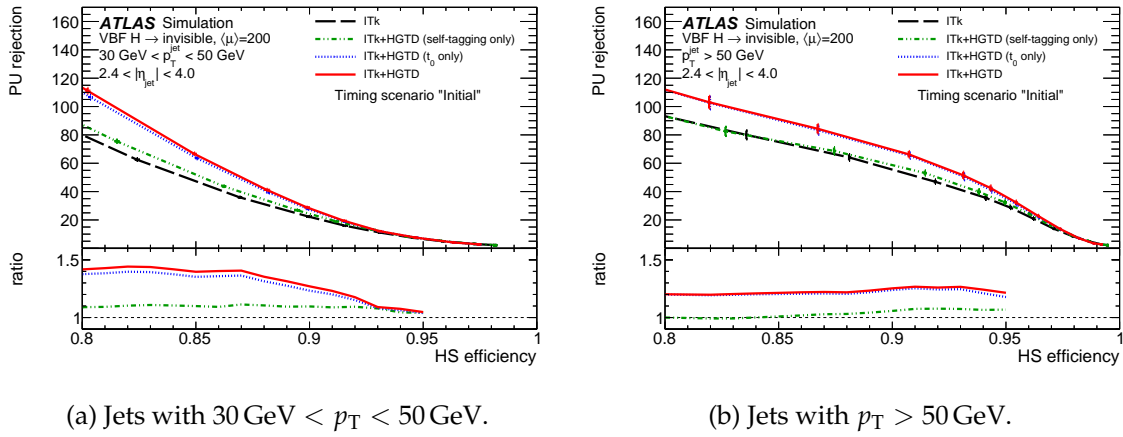 PU rejection
160
140
120
100
80
60
40
20
ATLAS Simulation
VBF H → invisible, ⟨μ⟩=200
30 GeV < p_T^jet < 50 GeV
2.4 < |η_jet| < 4.0
ITk
ITk+HGTD (self-tagging only)
ITk+HGTD (t_0 only)
ITk+HGTD
Timing scenario "Initial"
ratio
1.5
1
0.8 0.85 0.9 0.95 1
HS efficiency
(a) Jets with 30 GeV < p_T < 50 GeV.
PU rejection
160
140
120
100
80
60
40
20
ATLAS Simulation
VBF H → invisible, ⟨μ⟩=200
p_T^jet > 50 GeV
2.4 < |η_jet| < 4.0
ITk
ITk+HGTD (self-tagging only)
ITk+HGTD (t_0 only)
ITk+HGTD
Timing scenario "Initial"
ratio
1.5
1
0.8 0.85 0.9 0.95 1
HS efficiency
(b) Jets with p_T > 50 GeV.